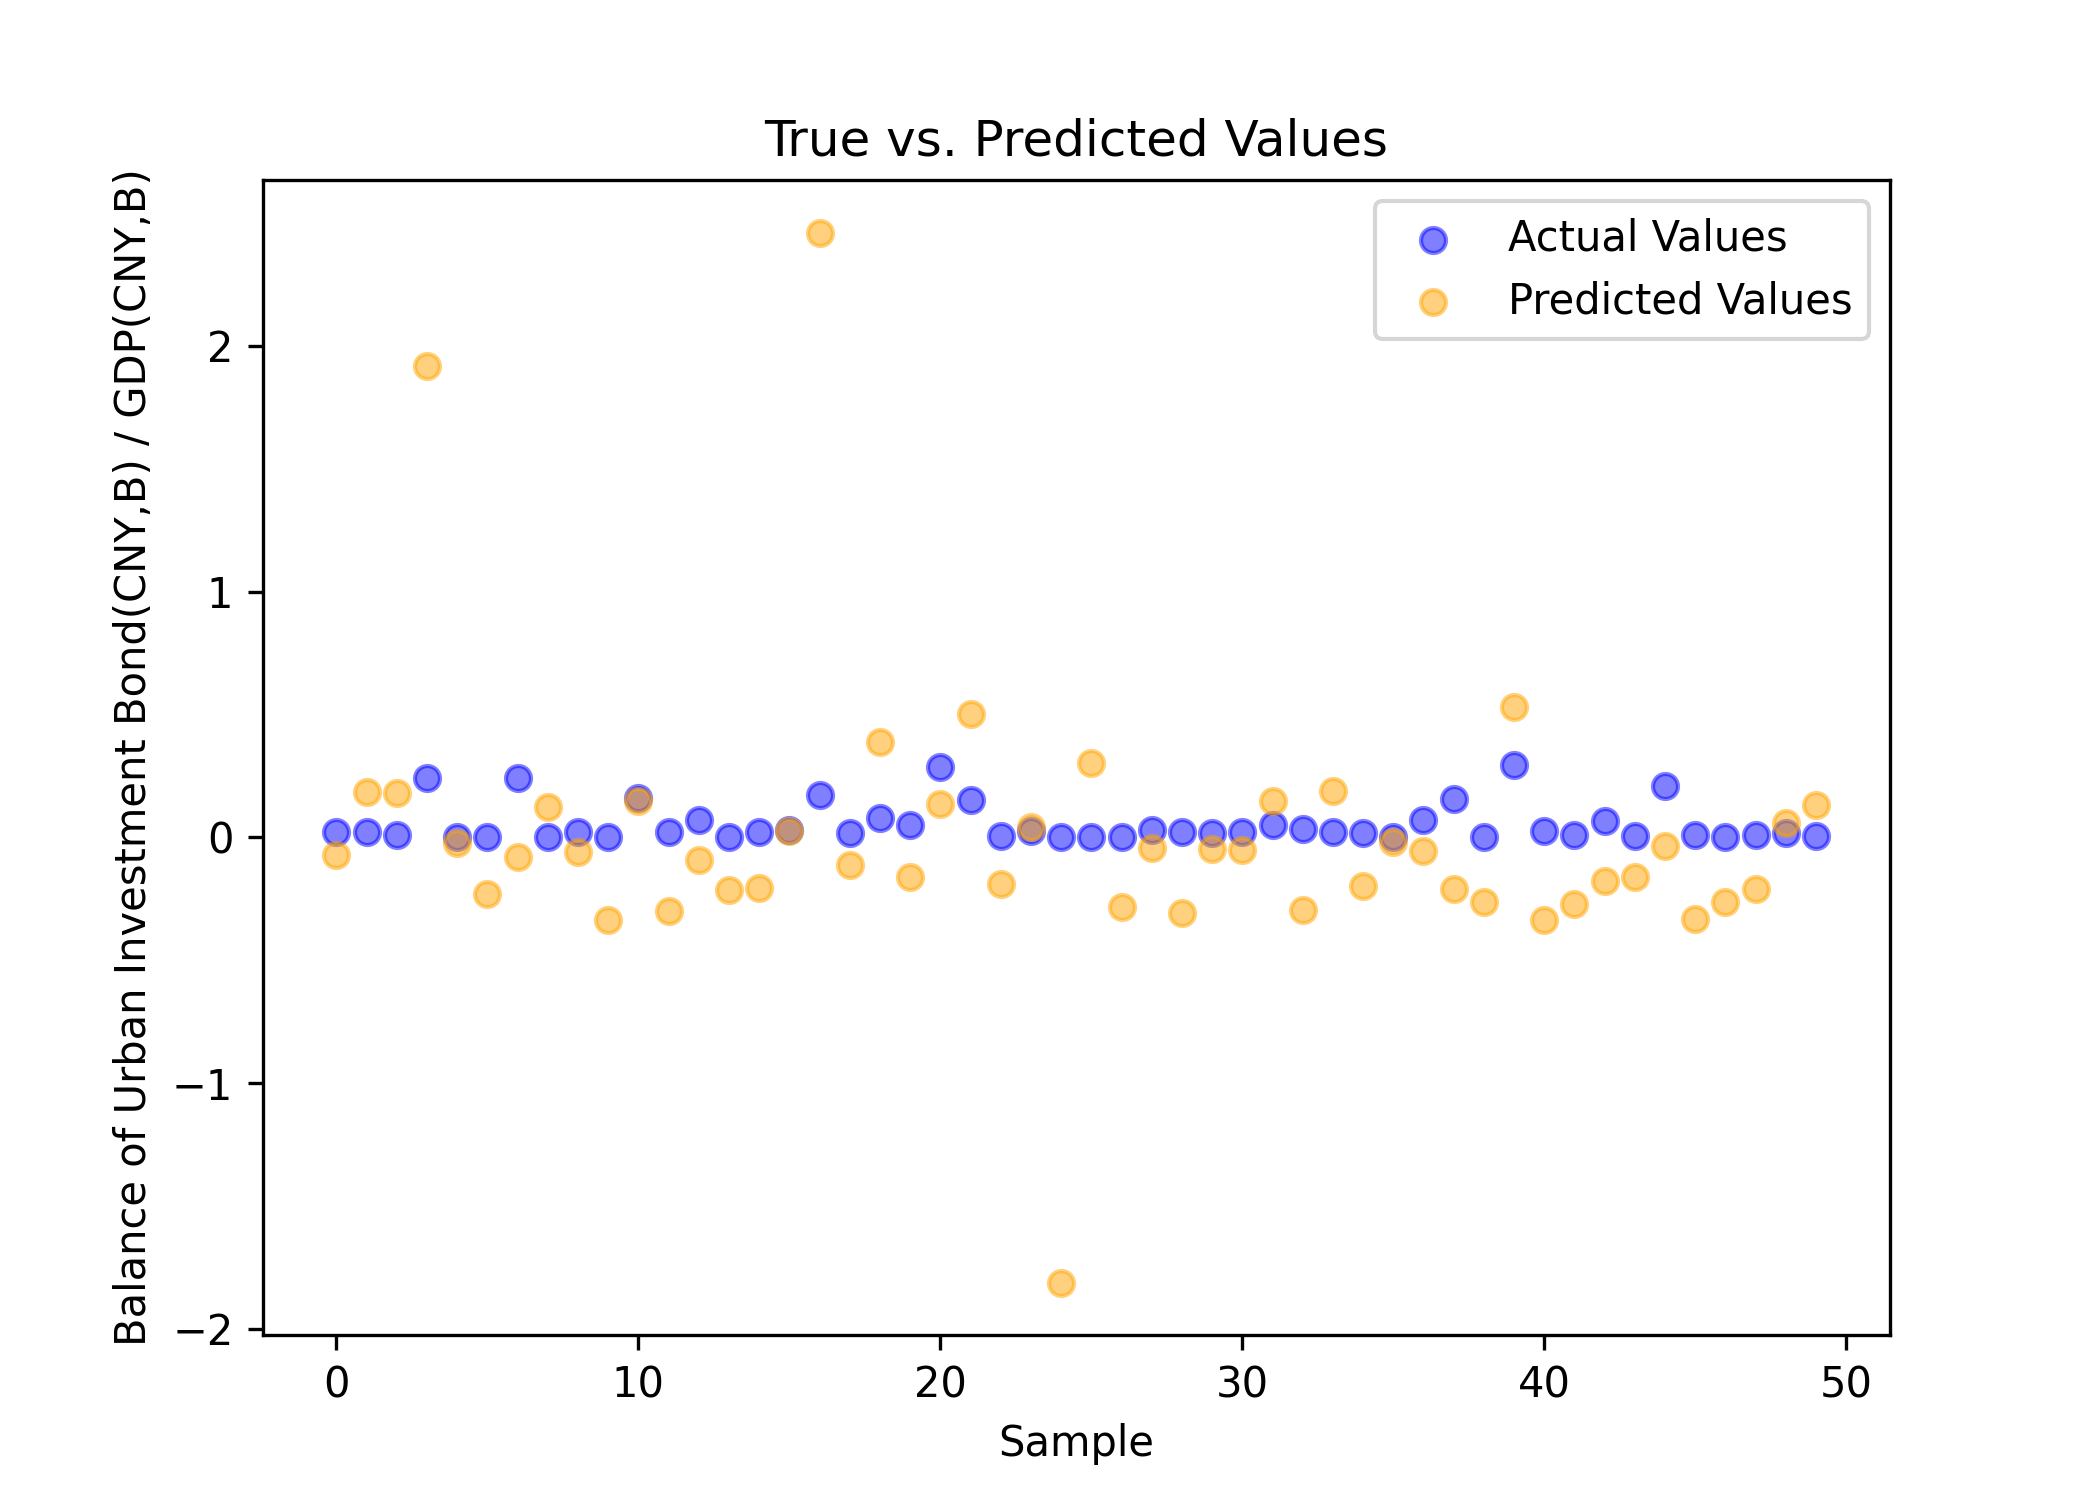 True vs. Predicted Values
Balance of Urban Investment Bond(CNY,B) / GDP(CNY,B)
Actual Values
Predicted Values
2
1
0
−1
−2
0 10 20 30 40 50
Sample